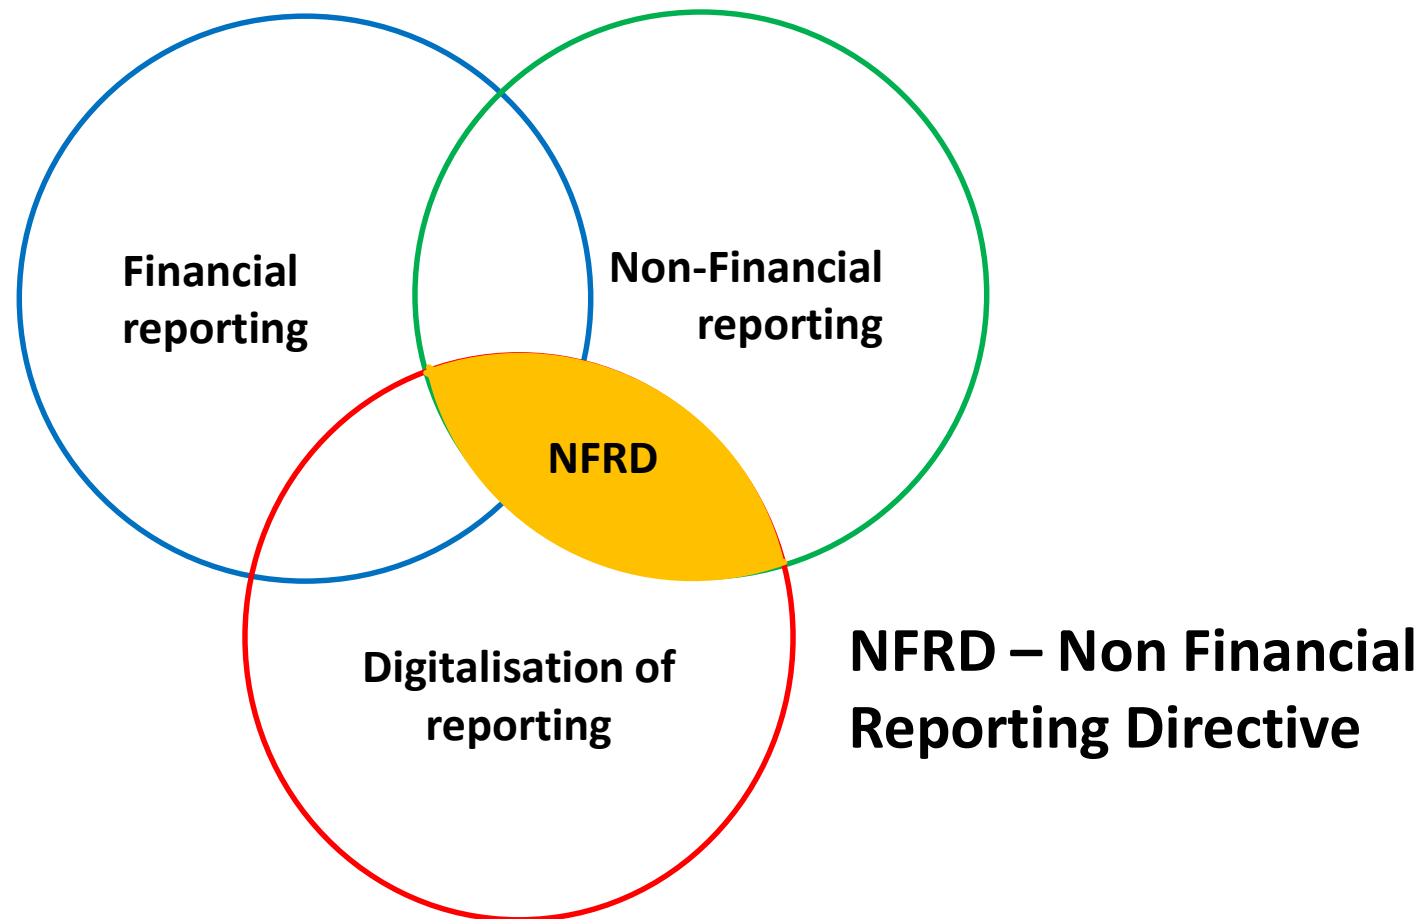 Financial
reporting
Non-Financial
reporting
NFRD
Digitalisation of
reporting
NFRD – Non Financial
Reporting Directive